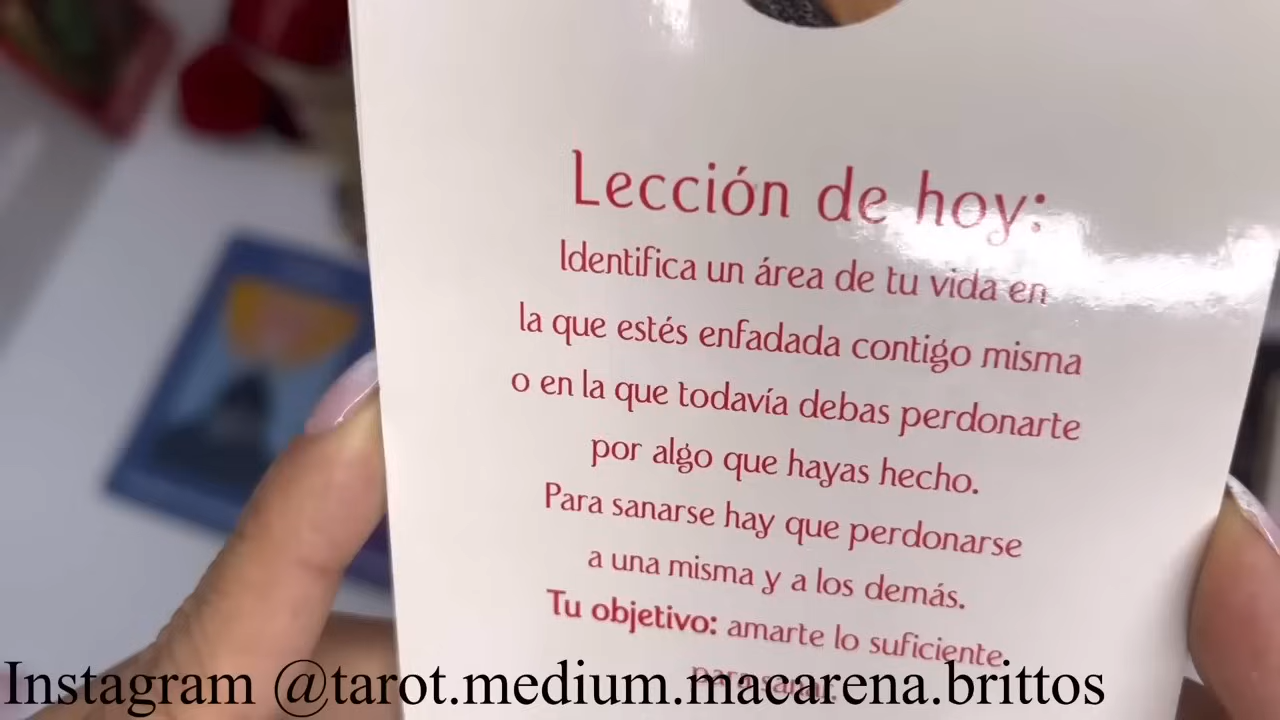 Lección de hoy:
Identifica un área de tu vida en
la que estés enfadada contigo misma
o en la que todavía debas perdonarte
por algo que hayas hecho.
Para sanarse hay que perdonarse
a una misma y a los demás.
Tu objetivo: amarte lo suficiente
para sanar.
Instagram @tarot.medium.macarena.brittos